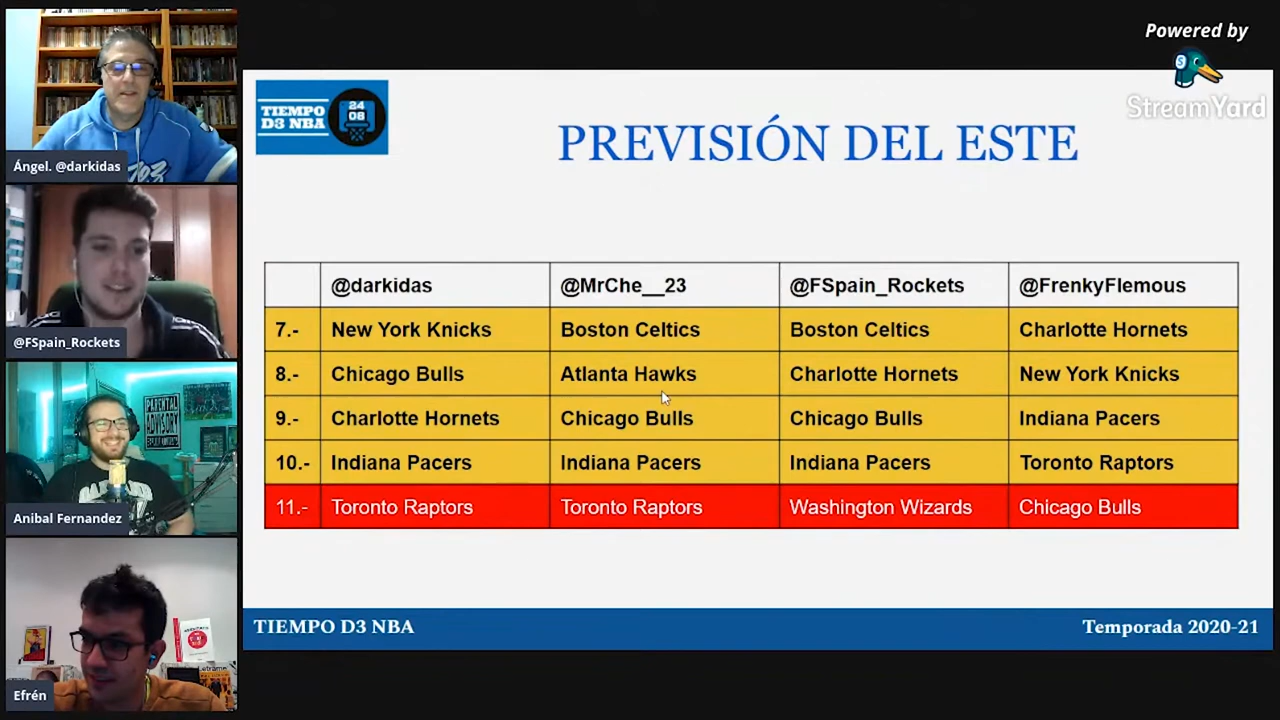 Powered by
StreamYard
TIEMPO
D3 NBA
24
08
PREVISIÓN DEL ESTE
@darkidas @MrChe__23 @FSpain_Rockets @FrenkyFlemous
7.- New York Knicks Boston Celtics Boston Celtics Charlotte Hornets
8.- Chicago Bulls Atlanta Hawks Charlotte Hornets New York Knicks
9.- Charlotte Hornets Chicago Bulls Chicago Bulls Indiana Pacers
10.- Indiana Pacers Indiana Pacers Indiana Pacers Toronto Raptors
11.- Toronto Raptors Toronto Raptors Washington Wizards Chicago Bulls
TIEMPO D3 NBA Temporada 2020-21
Ángel. @darkidas
@FSpain_Rockets
PARENTAL
ADVISORY
Anibal Fernandez
Efrén